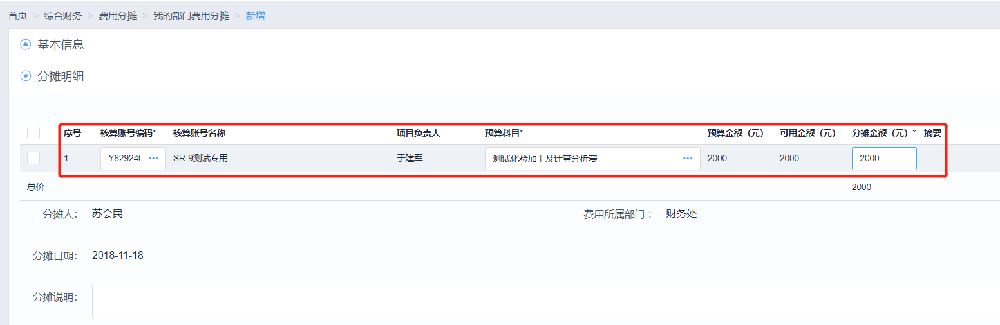 首页 > 综合财务 > 费用分摊 > 我的部门费用分摊 > 新增
基本信息
分摊明细
序号 核算账号编码* 核算账号名称 项目负责人 预算科目* 预算金额（元） 可用金额（元） 分摊金额（元）* 摘要
1 Y82924 ••• SR-9测试专用 于建军 测试化验加工及计算分析费 ••• 2000 2000 2000
总价 2000
分摊人： 苏会民 费用所属部门： 财务处
分摊日期： 2018-11-18
分摊说明：